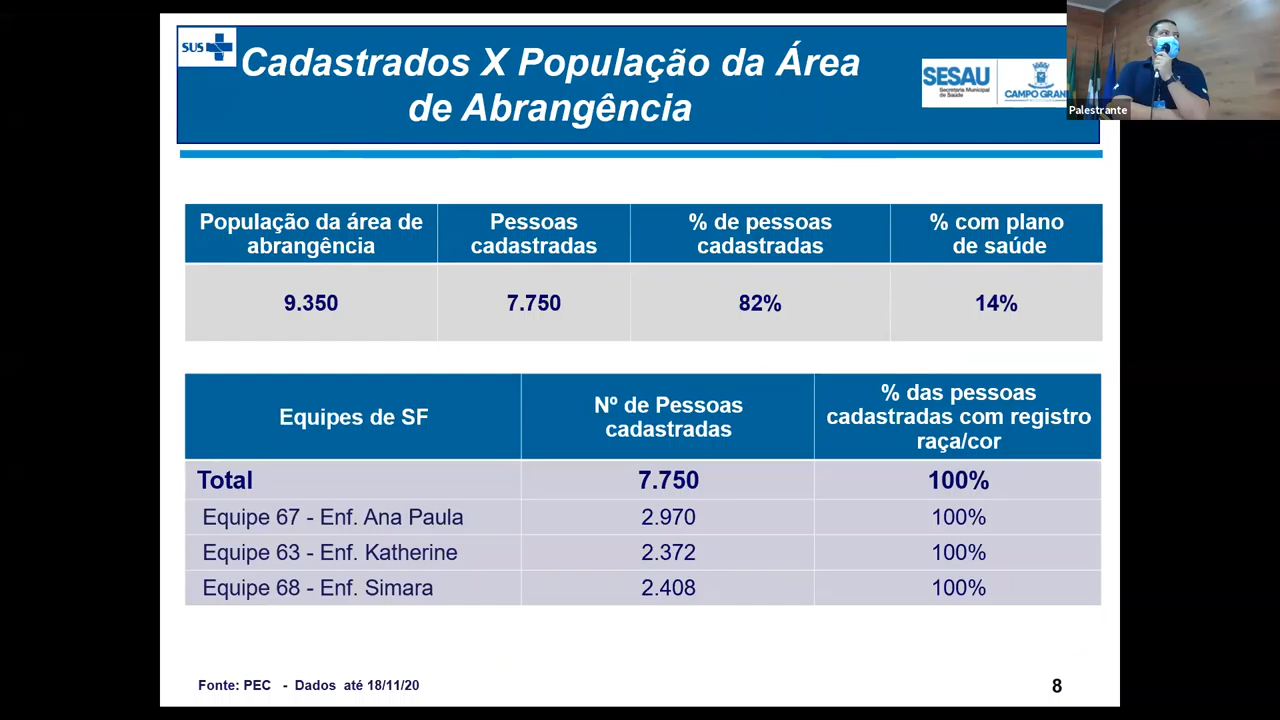 SUS
Cadastrados X População da Área
de Abrangência
SESAU
Secretaria Municipal
de Saúde
CAMPO GRAN
Palestrante
População da área de
abrangência
Pessoas
cadastradas
% de pessoas
cadastradas
% com plano
de saúde
9.350
7.750
82%
14%
Equipes de SF
Nº de Pessoas
cadastradas
% das pessoas
cadastradas com registro
raça/cor
Total
7.750
100%
Equipe 67 - Enf. Ana Paula
2.970
100%
Equipe 63 - Enf. Katherine
2.372
100%
Equipe 68 - Enf. Simara
2.408
100%
Fonte: PEC - Dados até 18/11/20
8